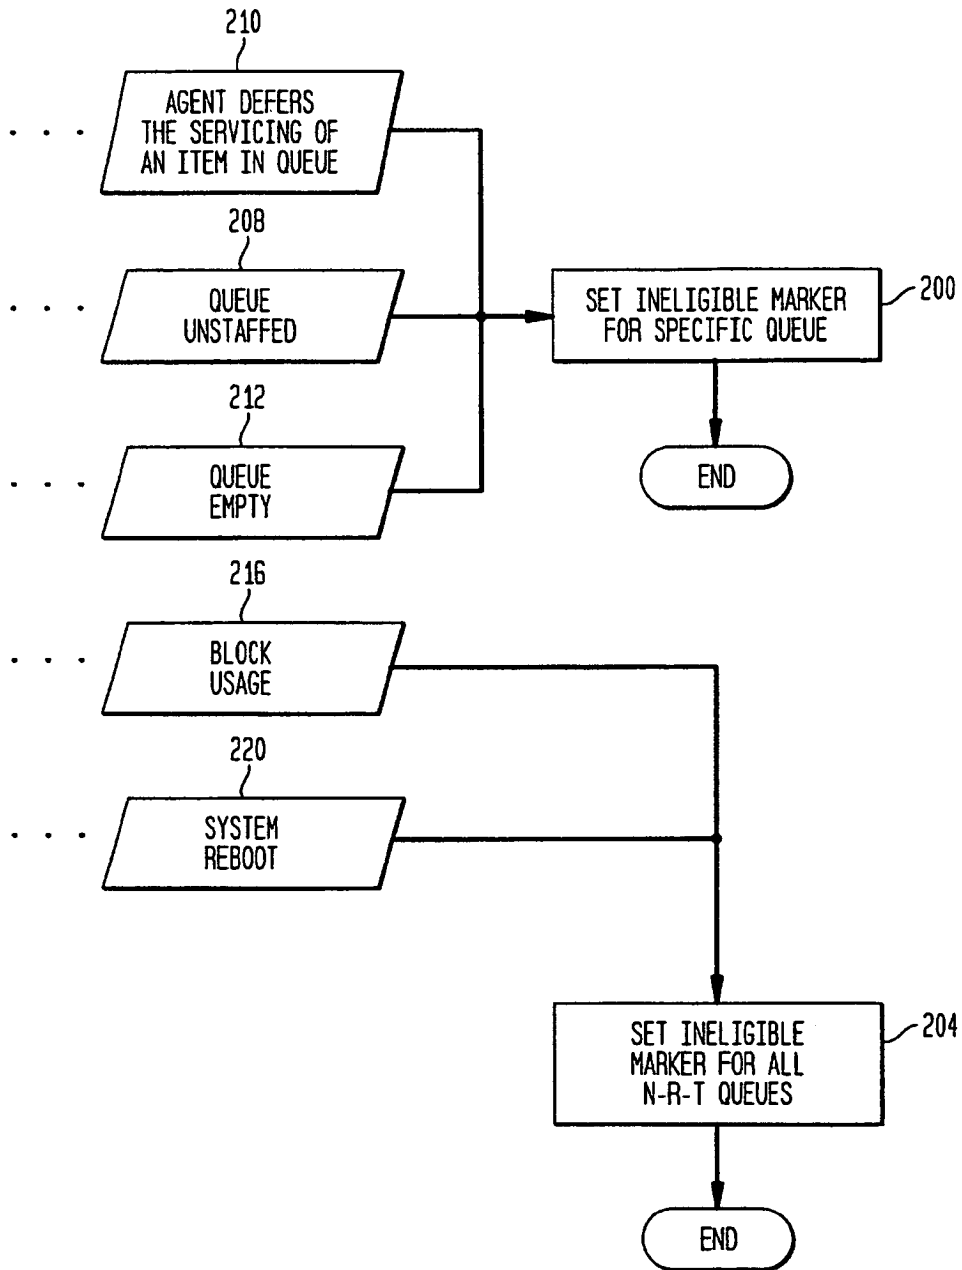 210
AGENT DEFERS
THE SERVICING OF
AN ITEM IN QUEUE
208
QUEUE
UNSTAFFED
SET INELIGIBLE MARKER
FOR SPECIFIC QUEUE
200
212
QUEUE
EMPTY
END
216
BLOCK
USAGE
220
SYSTEM
REBOOT
SET INELIGIBLE
MARKER FOR ALL
N-R-T QUEUES
204
END